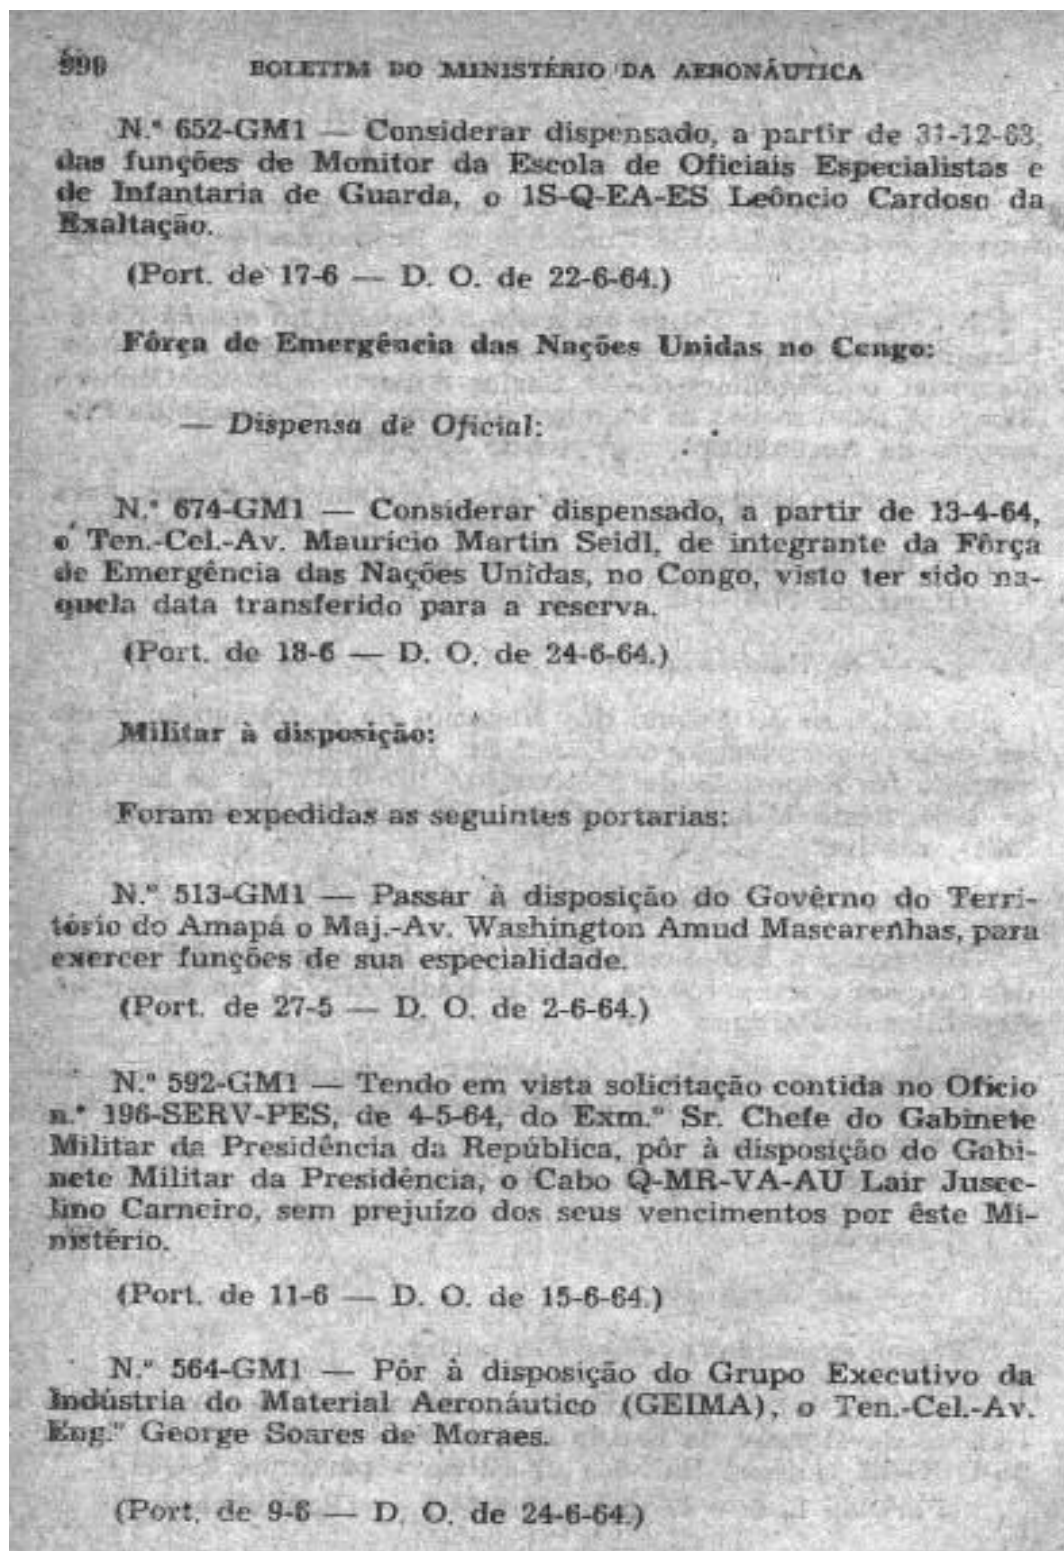 990 BOLETIM DO MINISTÉRIO DA AERONÁUTICA
N.º 652-GM1 — Considerar dispensado, a partir de 31-12-63,
das funções de Monitor da Escola de Oficiais Especialistas e
de Infantaria de Guarda, o 1S-Q-EA-ES Leôncio Cardoso da
Exaltação.
(Port. de 17-6 — D. O. de 22-6-64.)
Fôrça de Emergência das Nações Unidas no Congo:
— Dispensa de Oficial:
N.º 674-GM1 — Considerar dispensado, a partir de 13-4-64,
o Ten.-Cel.-Av. Maurício Martin Seidl, de integrante da Fôrça
de Emergência das Nações Unidas, no Congo, visto ter sido na-
quela data transferido para a reserva.
(Port. de 18-6 — D. O. de 24-6-64.)
Militar à disposição:
Foram expedidas as seguintes portarias:
N.º 513-GM1 — Passar à disposição do Govêrno do Terri-
tório do Amapá o Maj.-Av. Washington Amud Mascarenhas, para
exercer funções de sua especialidade.
(Port. de 27-5 — D. O. de 2-6-64.)
N.º 592-GM1 — Tendo em vista solicitação contida no Ofício
n.º 196-SERV-PES, de 4-5-64, do Exm.º Sr. Chefe do Gabinete
Militar da Presidência da República, pôr à disposição do Gabi-
nete Militar da Presidência, o Cabo Q-MR-VA-AU Lair Jusce-
lino Carneiro, sem prejuízo dos seus vencimentos por êste Mi-
nistério.
(Port. de 11-6 — D. O. de 15-6-64.)
N.º 564-GM1 — Pôr à disposição do Grupo Executivo da
Indústria do Material Aeronáutico (GEIMA), o Ten.-Cel.-Av.
Eng.º George Soares de Moraes.
(Port. de 9-6 — D. O. de 24-6-64.)